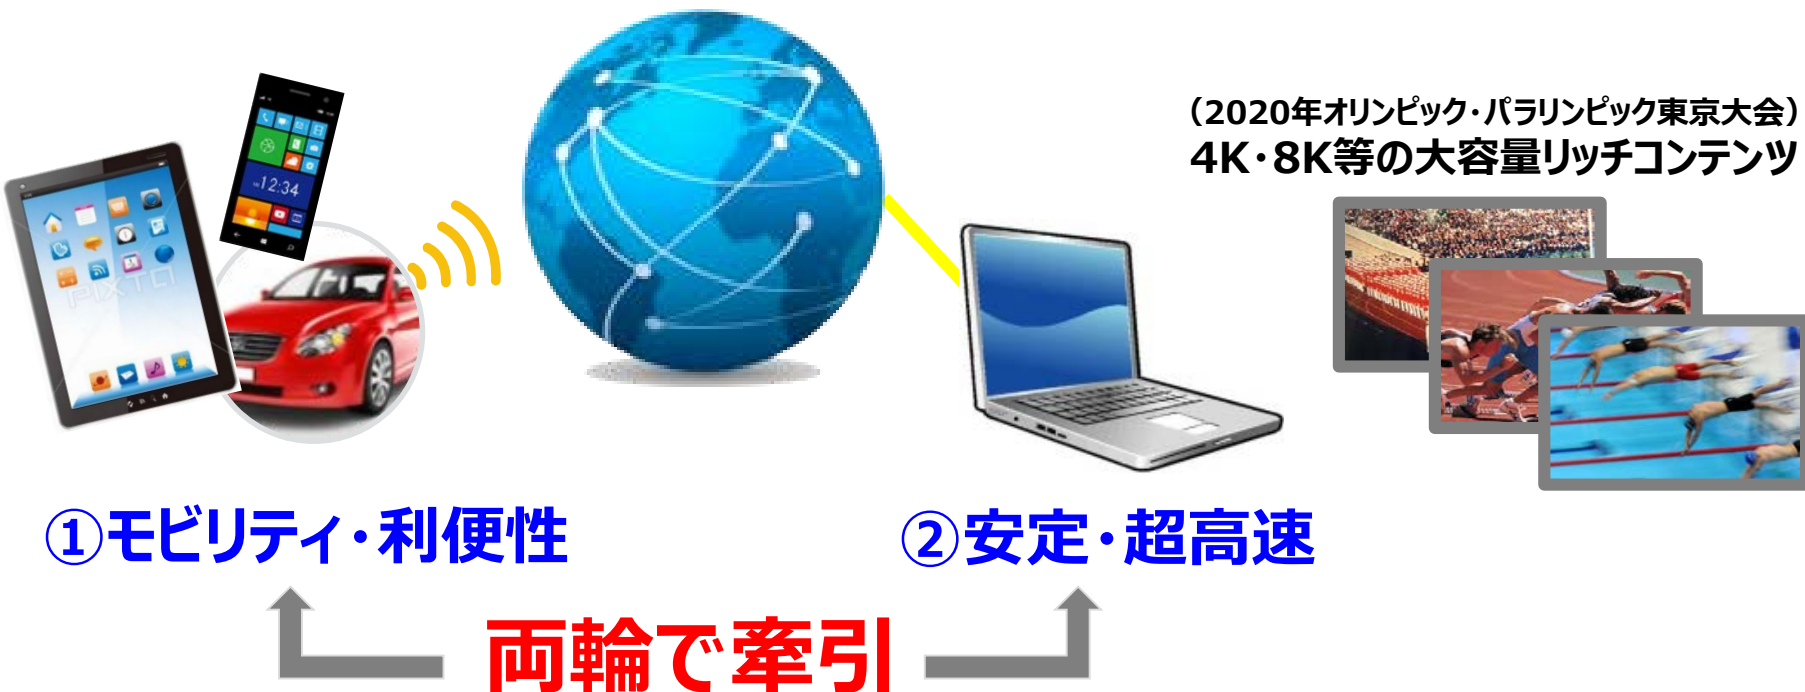 （2020年オリンピック・パラリンピック東京大会）
4K・8K等の大容量リッチコンテンツ
12:34
PIXTA
①モビリティ・利便性
②安定・超高速
両輪で牽引